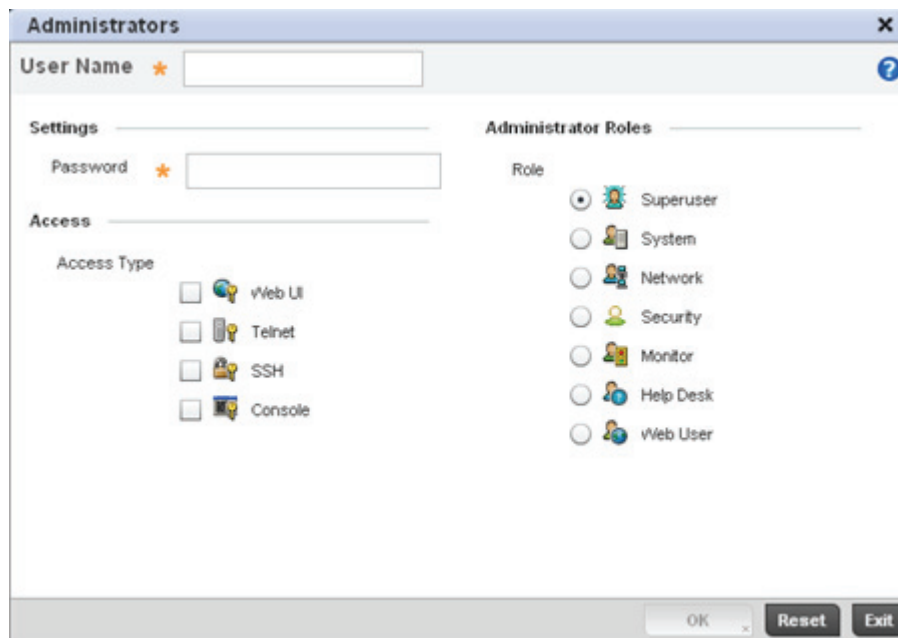 Administrators
User Name *
Settings
Password *
Access
Access Type
Web UI
Telnet
SSH
Console
Administrator Roles
Role
Superuser
System
Network
Security
Monitor
Help Desk
Web User
OK
Reset
Exit